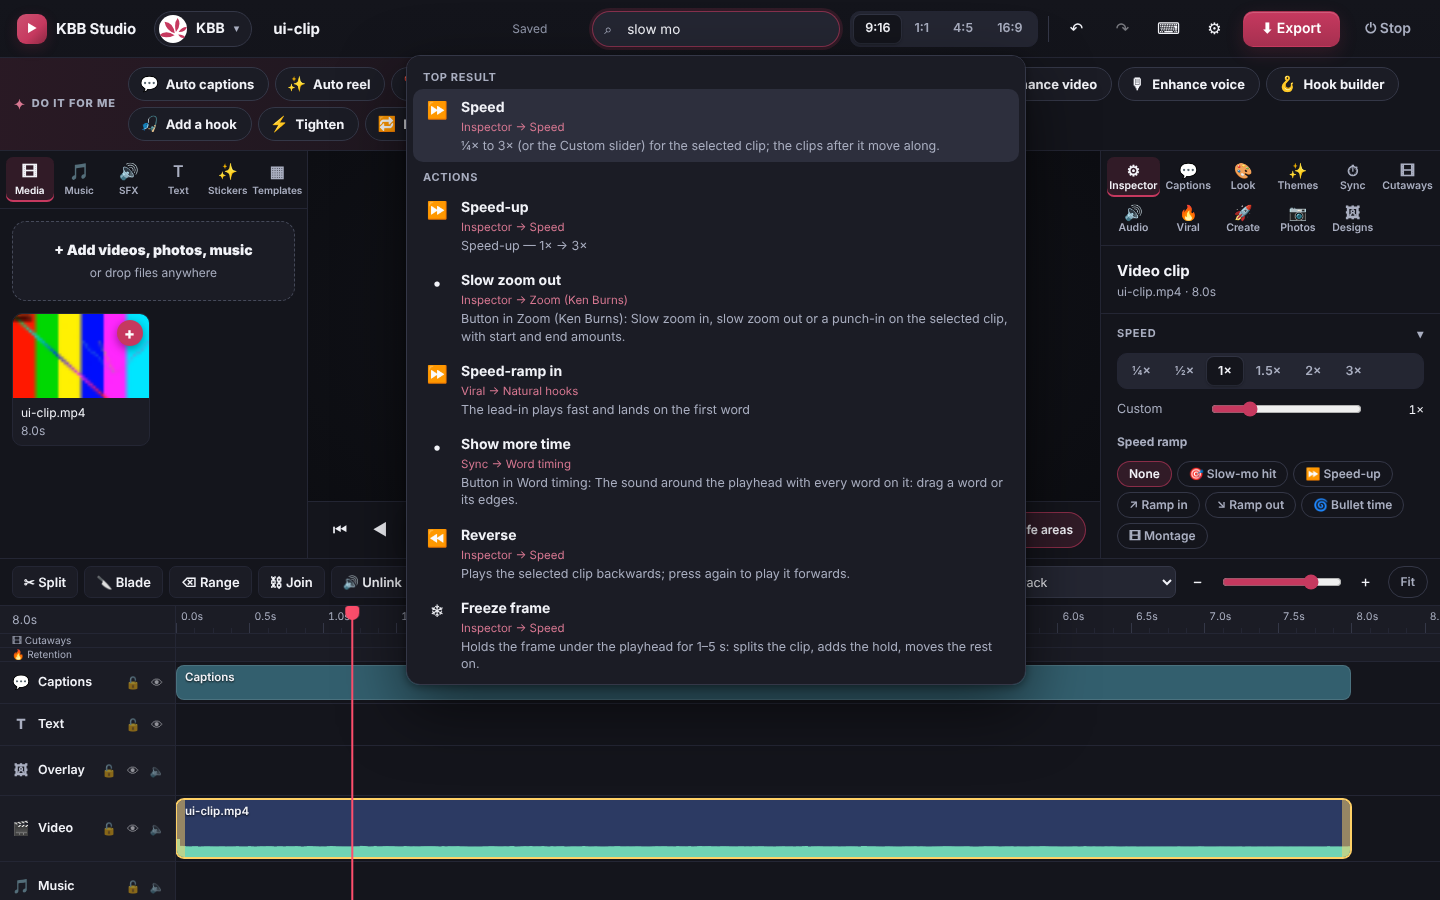 KBB Studio
KBB
ui-clip
Saved
slow mo
9:16
1:1
4:5
16:9
Export
Stop
DO IT FOR ME
Auto captions
Auto reel
Enhance voice
Hook builder
Add a hook
Tighten
video
Media
Music
SFX
Text
Stickers
Templates
+ Add videos, photos, music
or drop files anywhere
ui-clip.mp4
8.0s
TOP RESULT
Speed
Inspector → Speed
¼× to 3× (or the Custom slider) for the selected clip; the clips after it move along.
ACTIONS
Speed-up
Inspector → Speed
Speed-up — 1× → 3×
Slow zoom out
Inspector → Zoom (Ken Burns)
Button in Zoom (Ken Burns): Slow zoom in, slow zoom out or a punch-in on the selected clip,
with start and end amounts.
Speed-ramp in
Viral → Natural hooks
The lead-in plays fast and lands on the first word
Show more time
Sync → Word timing
Button in Word timing: The sound around the playhead with every word on it: drag a word or
its edges.
Reverse
Inspector → Speed
Plays the selected clip backwards; press again to play it forwards.
Freeze frame
Inspector → Speed
Holds the frame under the playhead for 1–5 s: splits the clip, adds the hold, moves the rest
on.
Inspector
Captions
Look
Themes
Sync
Cutaways
Audio
Viral
Create
Photos
Designs
Video clip
ui-clip.mp4 · 8.0s
SPEED
¼×
½×
1×
1.5×
2×
3×
Custom
1×
Speed ramp
None
Slow-mo hit
Speed-up
Ramp in
Ramp out
Bullet time
Montage
areas
Split
Blade
Range
Join
Unlink
Fit
8.0s
0.0s
0.5s
1.0s
6.0s
6.5s
7.0s
7.5s
8.0s
Cutaways
Retention
Captions
Captions
Text
Overlay
Video
ui-clip.mp4
Music